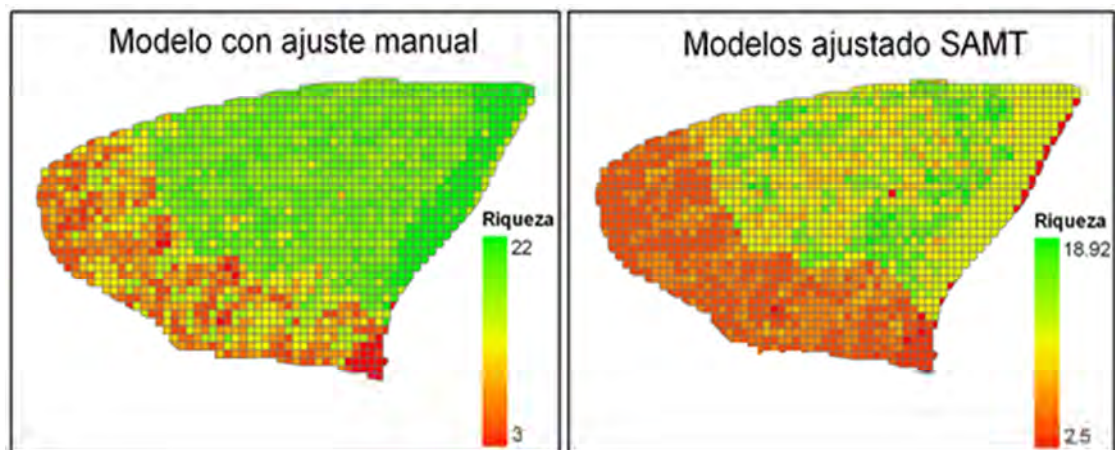 Modelo con ajuste manual
Riqueza
22
3
Modelos ajustado SAMT
Riqueza
18.92
2.5